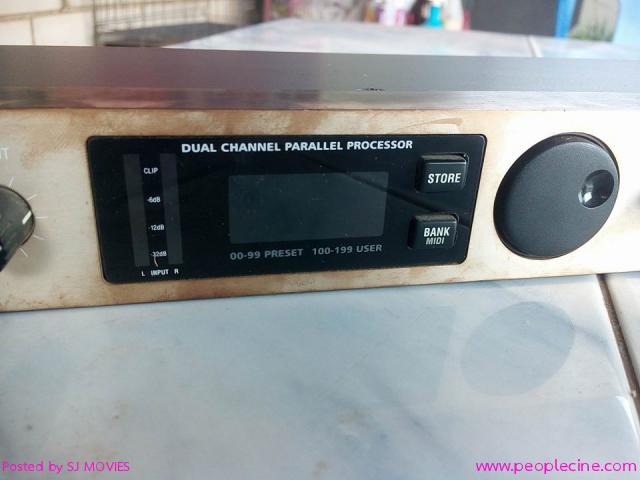 UT
DUAL CHANNEL PARALLEL PROCESSOR
CLIP
-6dB
-12dB
-32dB
L INPUT R
STORE
BANK
MIDI
00-99 PRESET 100-199 USER
Posted by SJ MOVIES
www.peoplecine.com